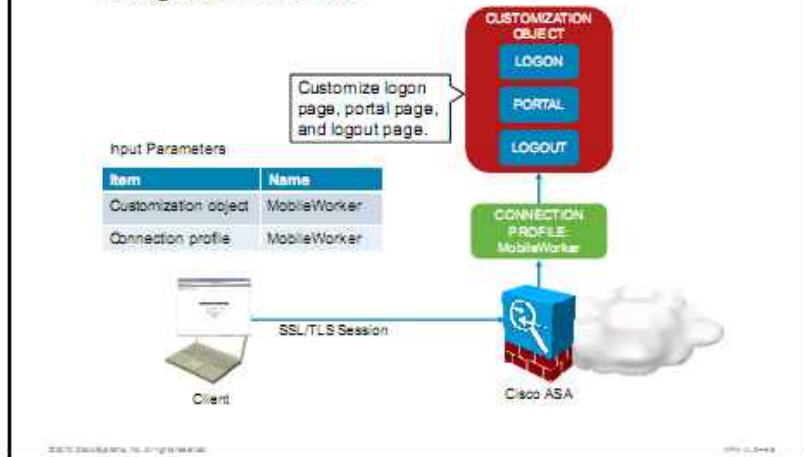 CUSTOMIZATION
OBJECT
LOGON
PORTAL
LOGOUT
Customize logon
page, portal page,
and logout page.
Input Parameters
Item Name
Customization object MobileWorker
Connection profile MobileWorker
CONNECTION
PROFILE:
MobileWorker
SSL/TLS Session
Client
Cisco ASA